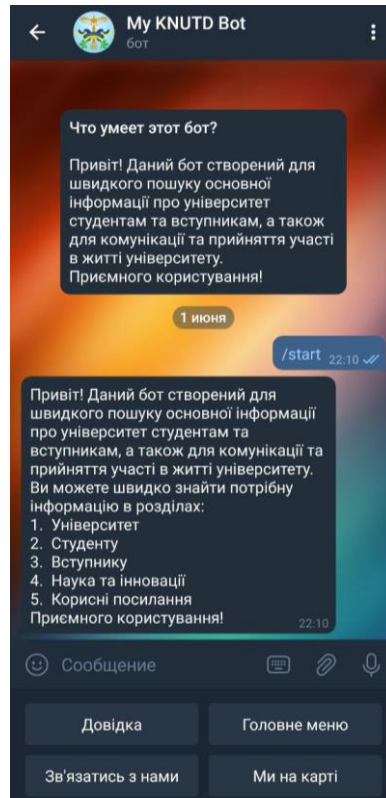 My KNUTD Bot
бот
Что умеет этот бот?
Привіт! Даний бот створений для
швидкого пошуку основної
інформації про університет
студентам та вступникам, а також
для комунікації та прийняття участі
в житті університету.
Приємного користування!
1 июня
/start 22:10
Привіт! Даний бот створений для
швидкого пошуку основної інформації
про університет студентам та
вступникам, а також для комунікації та
прийняття участі в житті університету.
Ви можете швидко знайти потрібну
інформацію в розділах:
1. Університет
2. Студенту
3. Вступнику
4. Наука та інновації
5. Корисні посилання
Приємного користування! 22:10
Сообщение
Довідка
Головне меню
Зв'язатись з нами
Ми на карті